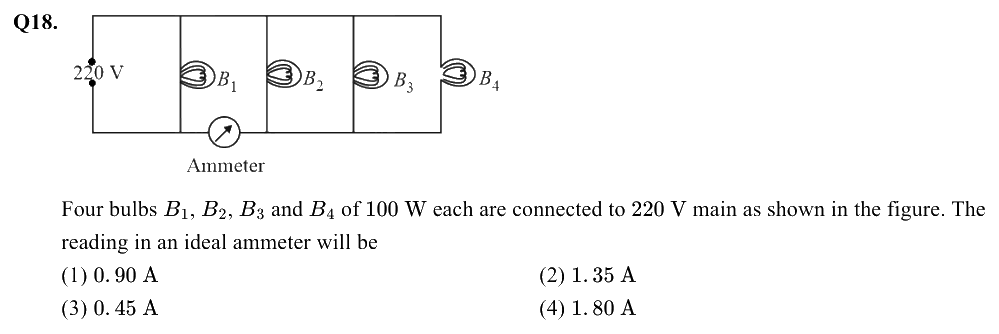 Q18.
220 V
B₁
B₂
B₃
B₄
Ammeter
Four bulbs B₁, B₂, B₃ and B₄ of 100 W each are connected to 220 V main as shown in the figure. The
reading in an ideal ammeter will be
(1) 0.90 A (2) 1.35 A
(3) 0.45 A (4) 1.80 A